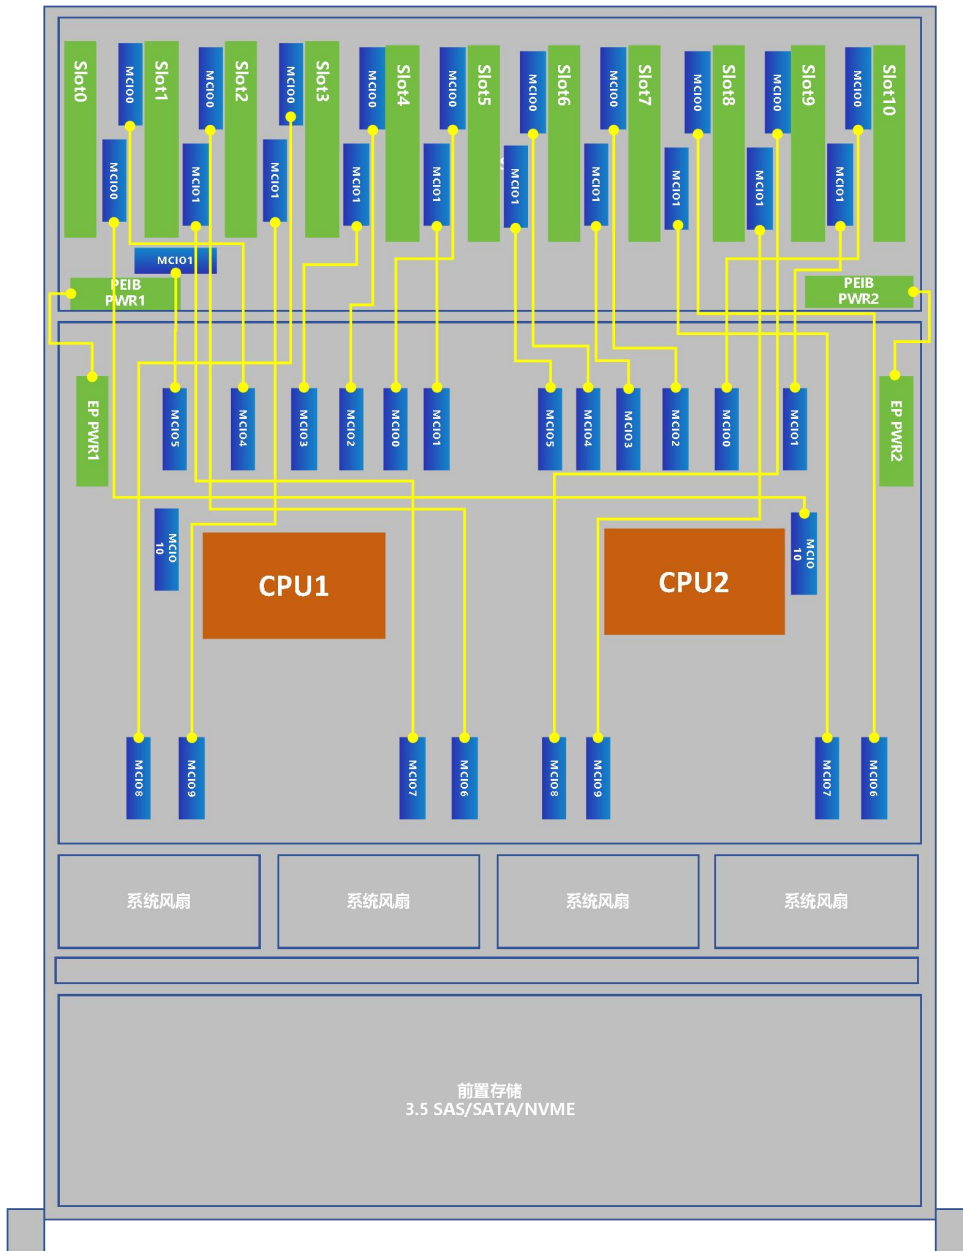 Slot0
MCIO0
Slot1
MCIO0
Slot2
MCIO0
Slot3
MCIO0
Slot4
MCIO0
Slot5
MCIO0
Slot6
MCIO0
Slot7
MCIO0
Slot8
MCIO0
Slot9
MCIO0
Slot10
MCIO0
MCIO1
MCIO1
MCIO1
MCIO1
MCIO1
MCIO1
MCIO1
MCIO1
MCIO1
MCIO1
PEIB
PWR1
PEIB
PWR2
EP PWR1
MCIO5
MCIO4
MCIO3
MCIO2
MCIO0
MCIO1
MCIO5
MCIO4
MCIO3
MCIO2
MCIO0
MCIO1
EP PWR2
MCIO
10
CPU1
CPU2
MCIO
10
MCIO8
MCIO9
MCIO7
MCIO6
MCIO8
MCIO9
MCIO7
MCIO6
系统风扇
系统风扇
系统风扇
系统风扇
前置存储
3.5 SAS/SATA/NVME